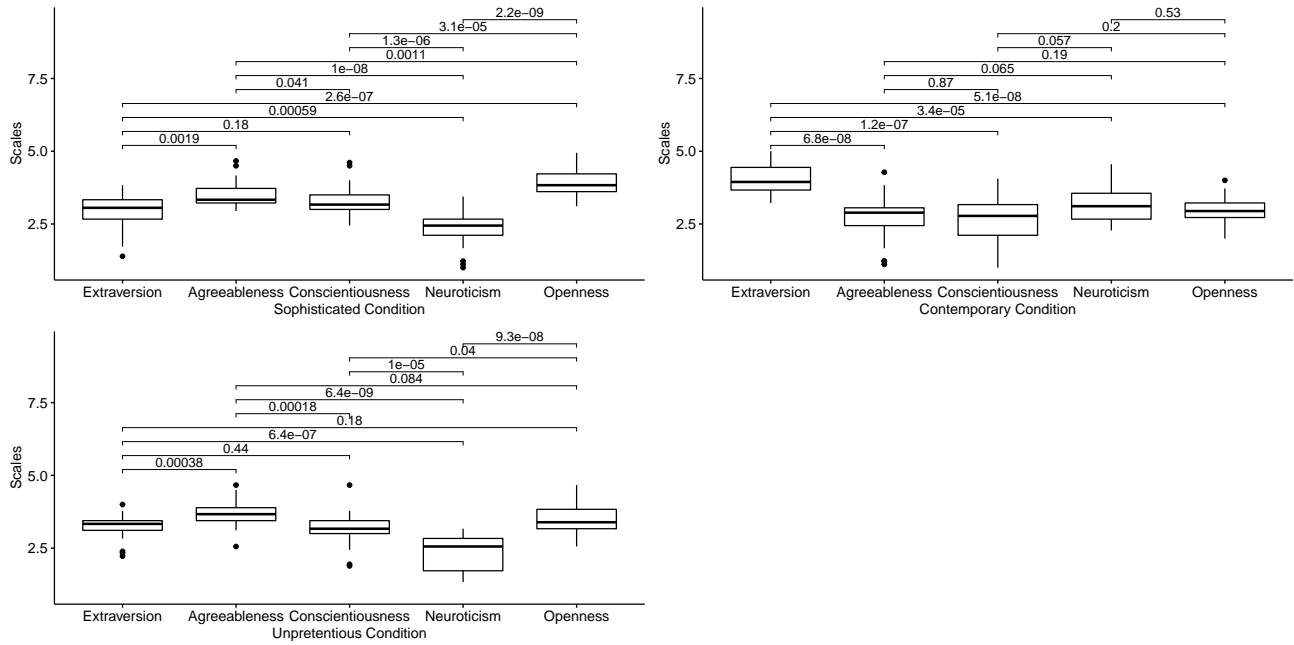 2.2e−09
3.1e−05
1.3e−06
0.0011
1e−08
0.041
2.6e−07
0.00059
0.18
0.0019
7.5
5.0
2.5
Scales
Extraversion Agreeableness Conscientiousness Neuroticism Openness
Sophisticated Condition
0.53
0.2
0.057
0.19
0.065
0.87
5.1e−08
3.4e−05
1.2e−07
6.8e−08
7.5
5.0
2.5
Scales
Extraversion Agreeableness Conscientiousness Neuroticism Openness
Contemporary Condition
9.3e−08
0.04
1e−05
0.084
6.4e−09
0.00018
0.18
6.4e−07
0.44
0.00038
7.5
5.0
2.5
Scales
Extraversion Agreeableness Conscientiousness Neuroticism Openness
Unpretentious Condition